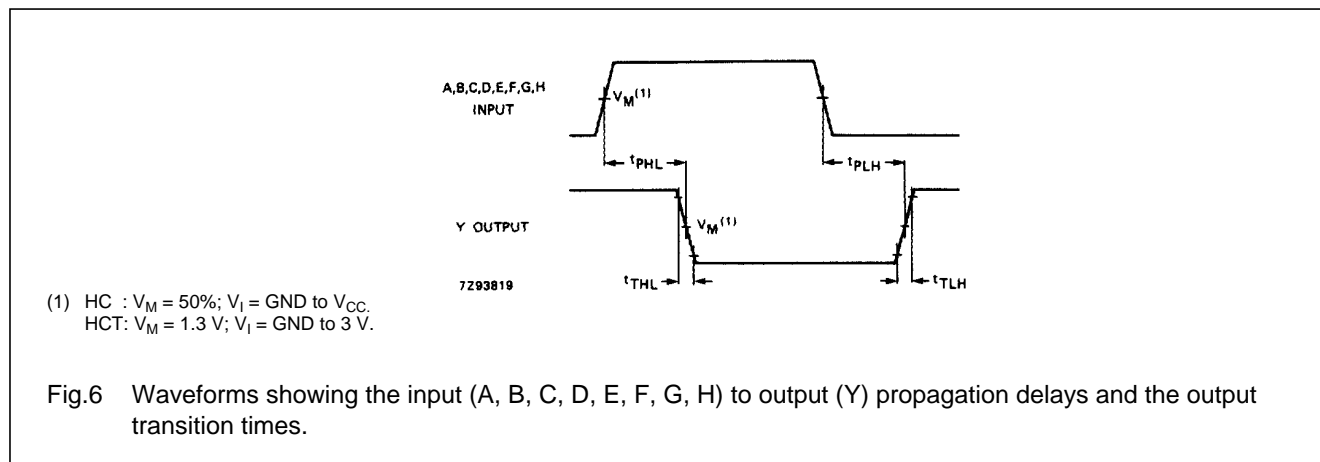 A,B,C,D,E,F,G,H
INPUT
V_M(1)
t_PHL
t_PLH
Y OUTPUT
V_M(1)
t_THL
t_TLH
7Z93819
(1) HC : V_M = 50%; V_I = GND to V_CC.
HCT: V_M = 1.3 V; V_I = GND to 3 V.
Fig.6 Waveforms showing the input (A, B, C, D, E, F, G, H) to output (Y) propagation delays and the output
transition times.